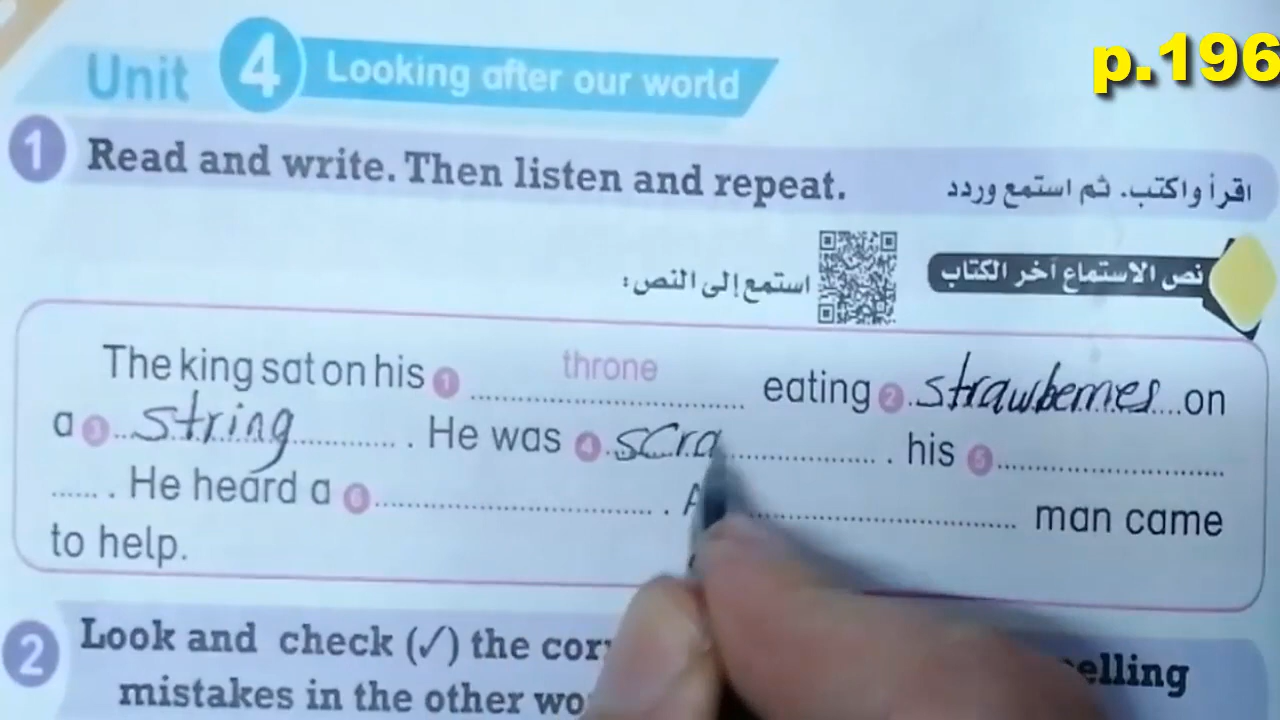 p.196
Unit 4 Looking after our world
1 Read and write. Then listen and repeat.
اقرأ واكتب. ثم استمع وردد
نص الاستماع آخر الكتاب
استمع إلى النص:
The king sat on his 1 throne eating 2 strawberries on
a 3 string . He was 4 scra . his 5
. He heard a 6 . A man came
to help.
2 Look and check (✓) the elling
mistakes in the other